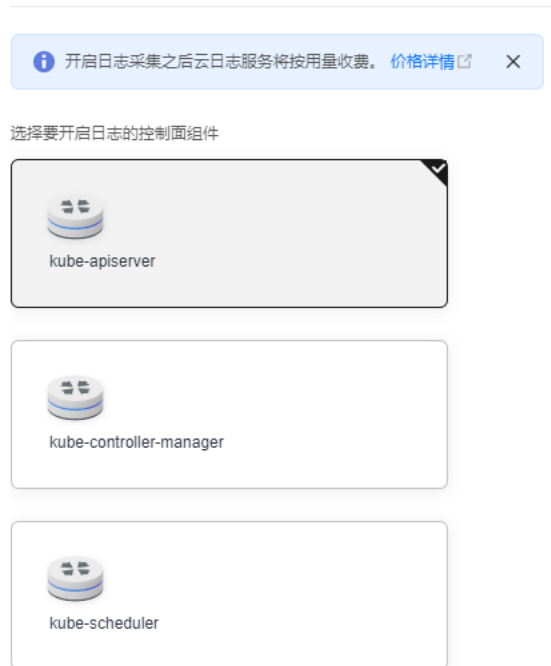 开启日志采集之后云日志服务将按用量收费。 价格详情
选择要开启日志的控制面组件
kube-apiserver
kube-controller-manager
kube-scheduler